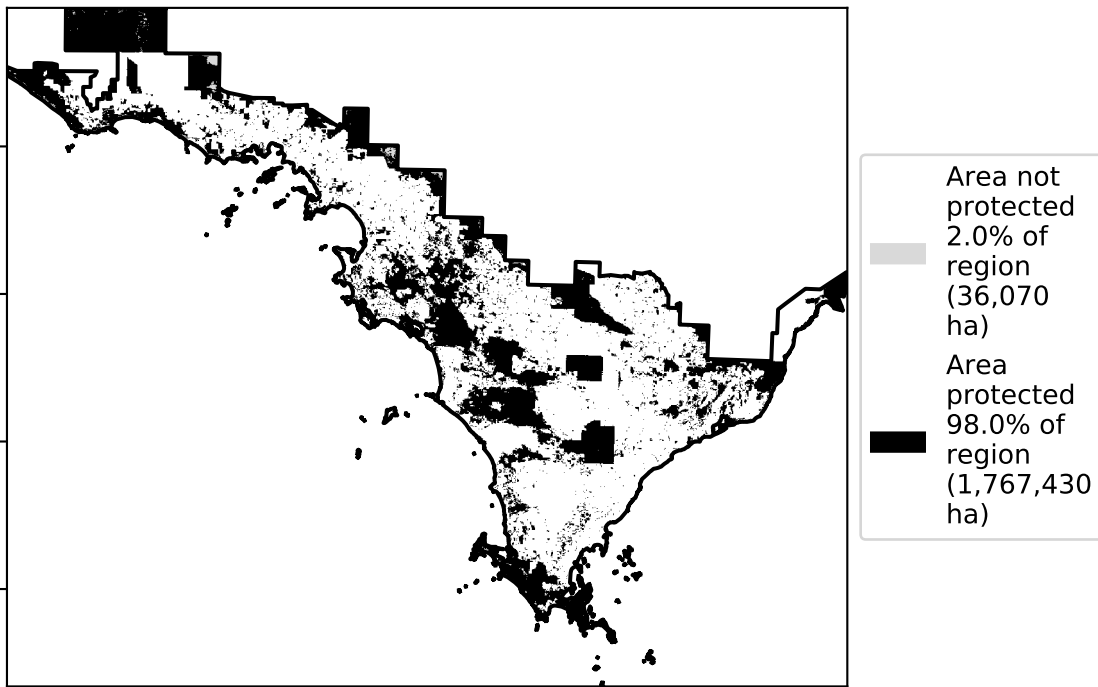 Area not
protected
2.0% of
region
(36,070
ha)
Area
protected
98.0% of
region
(1,767,430
ha)